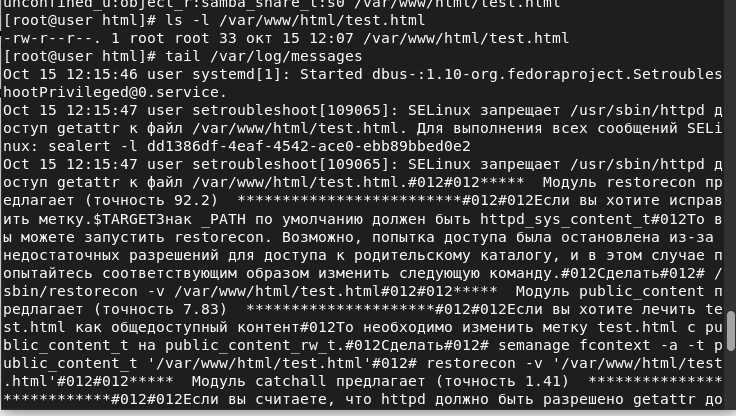 unconfined_u:object_r:samba_share_t:s0 /var/www/html/test.html
[root@user html]# ls -l /var/www/html/test.html
-rw-r--r--. 1 root root 33 окт 15 12:07 /var/www/html/test.html
[root@user html]# tail /var/log/messages
Oct 15 12:15:46 user systemd[1]: Started dbus-:1.10-org.fedoraproject.Setroubles
hootPrivileged@0.service.
Oct 15 12:15:47 user setroubleshoot[109065]: SELinux запрещает /usr/sbin/httpd д
оступ getattr к файл /var/www/html/test.html. Для выполнения всех сообщений SELi
nux: sealert -l dd1386df-4eaf-4542-ace0-ebb89bbed0e2
Oct 15 12:15:47 user setroubleshoot[109065]: SELinux запрещает /usr/sbin/httpd д
оступ getattr к файл /var/www/html/test.html.#012#012*****  Модуль restorecon пр
едлагает (точность 92.2)  ************************#012#012Если вы хотите исправ
ить метку.$TARGETЗнак _PATH по умолчанию должен быть httpd_sys_content_t#012То в
ы можете запустить restorecon. Возможно, попытка доступа была остановлена из-за
недостаточных разрешений для доступа к родительскому каталогу, и в этом случае п
опытайтесь соответствующим образом изменить следующую команду.#012Сделать#012# /
sbin/restorecon -v /var/www/html/test.html#012#012*****  Модуль public_content п
редлагает (точность 7.83)  ********************#012#012Если вы хотите лечить te
st.html как общедоступный контент#012То необходимо изменить метку test.html с pu
blic_content_t на public_content_rw_t.#012Сделать#012# semanage fcontext -a -t p
ublic_content_t '/var/www/html/test.html'#012# restorecon -v '/var/www/html/test
.html'#012#012*****  Модуль catchall предлагает (точность 1.41)  ***************
************************#012#012Если вы считаете, что httpd должно быть разрешено getattr до